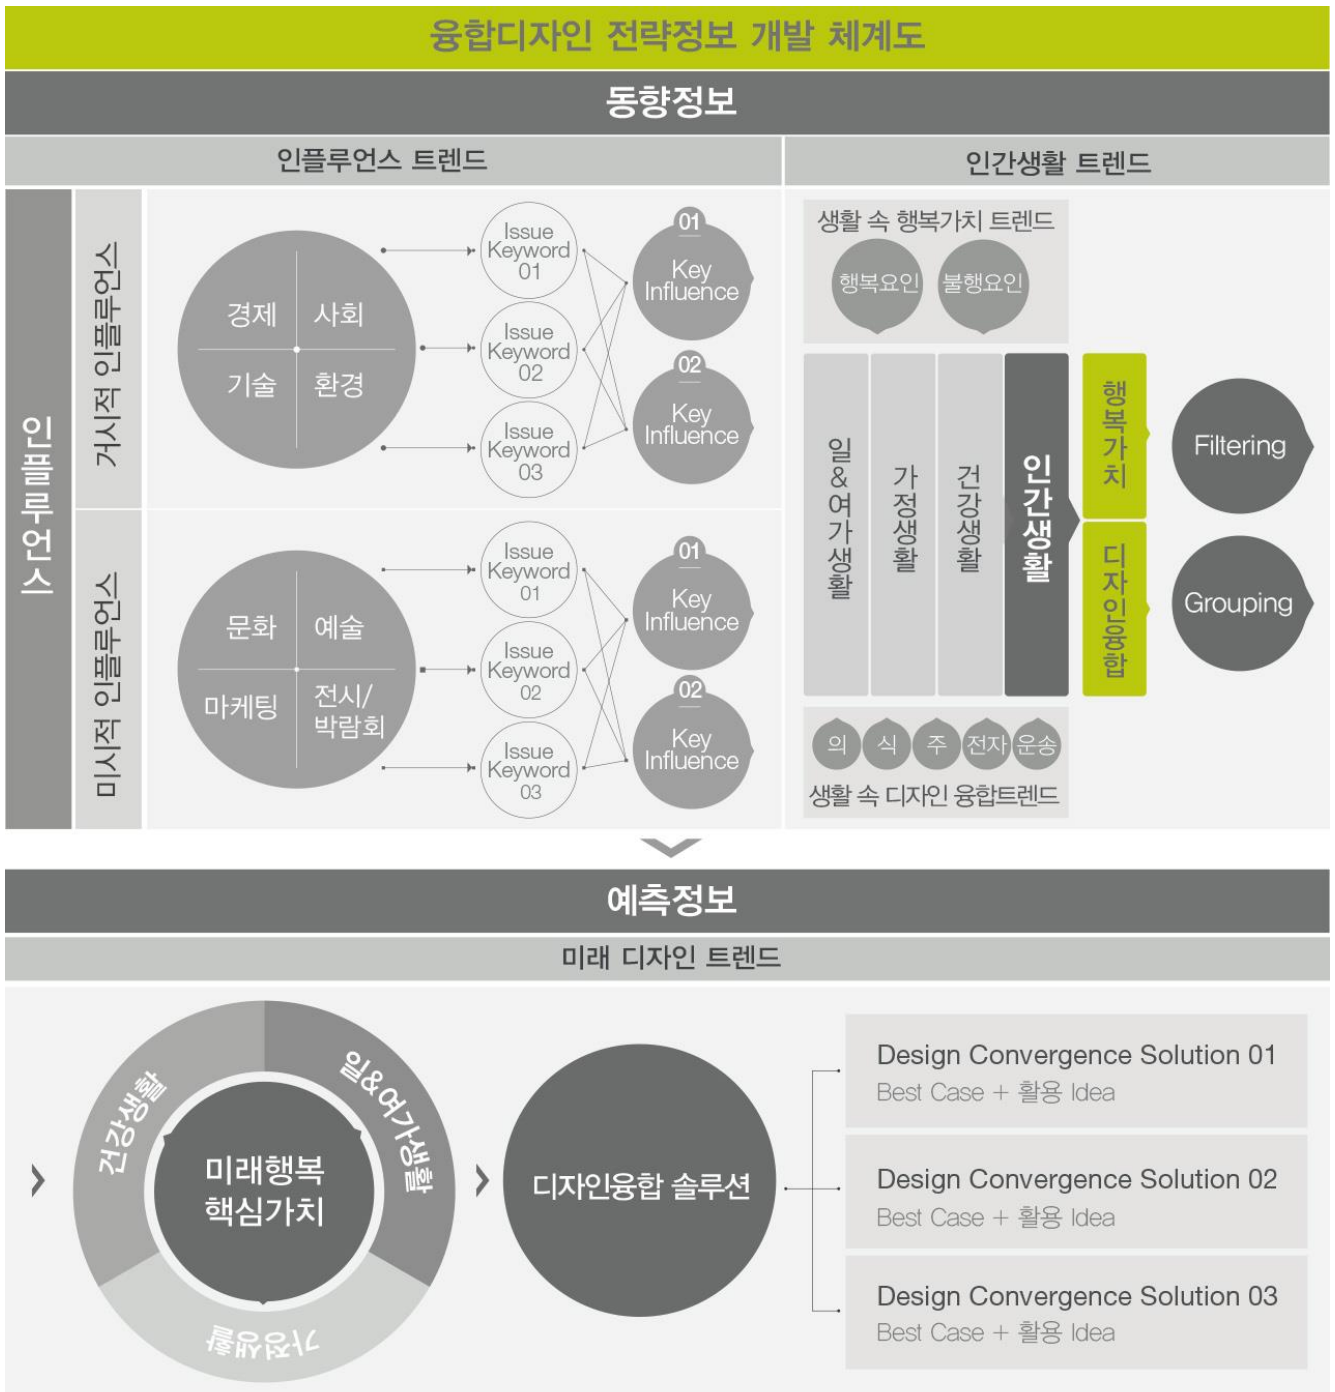 융합디자인 전략정보 개발 체계도
동향정보
인플루언스 트렌드
인간생활 트렌드
인플루언스
거시적 인플루언스
경제
사회
기술
환경
Issue
Keyword
01
Issue
Keyword
02
Issue
Keyword
03
01
Key
Influence
02
Key
Influence
미시적 인플루언스
문화
예술
마케팅
전시/
박람회
Issue
Keyword
01
Issue
Keyword
02
Issue
Keyword
03
01
Key
Influence
02
Key
Influence
생활 속 행복가치 트렌드
행복요인
불행요인
일&여가생활
가정생활
건강생활
인간생활
행복가치
디자인융합
Filtering
Grouping
의
식
주
전자
운송
생활 속 디자인 융합트렌드
예측정보
미래 디자인 트렌드
건강생활
일&여가생활
가정생활
미래행복
핵심가치
디자인융합 솔루션
Design Convergence Solution 01
Best Case + 활용 Idea
Design Convergence Solution 02
Best Case + 활용 Idea
Design Convergence Solution 03
Best Case + 활용 Idea